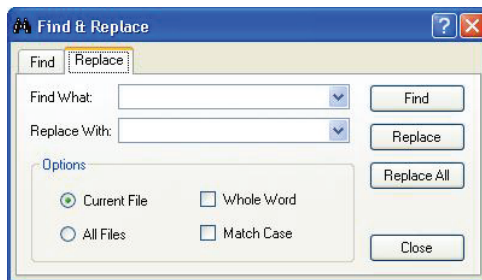 Find & Replace
Find Replace
Find What: Find
Replace With: Replace
Options Replace All
Current File Whole Word
All Files Match Case
Close